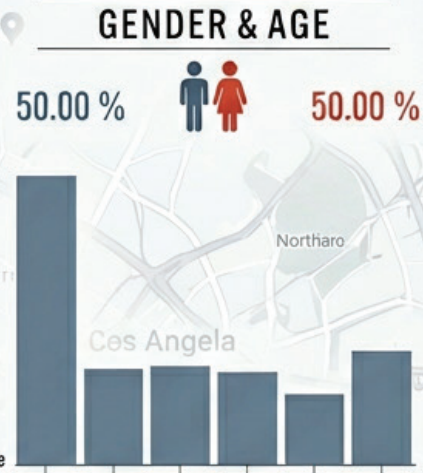 GENDER & AGE
50.00 %
50.00 %
Northaro
Cos Angela
e